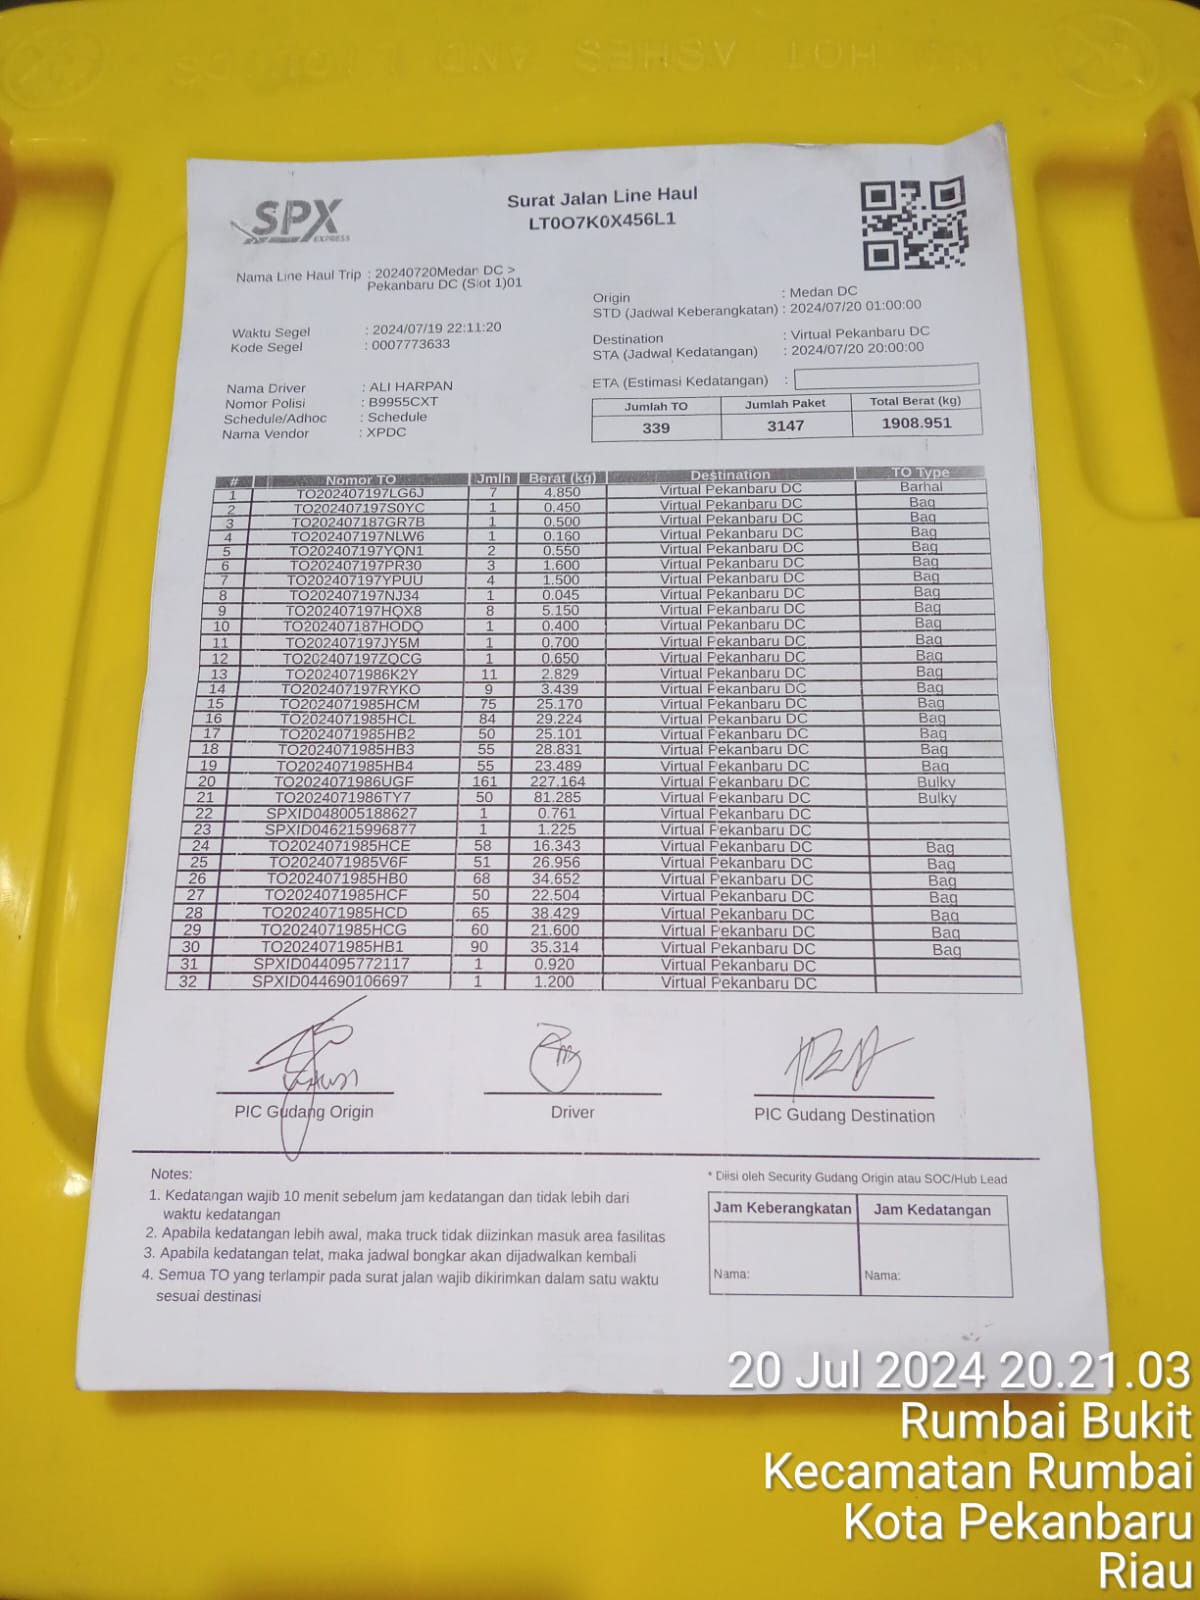 NO HOT ASHES AND LIQUIDS
SPX
EXPRESS
Surat Jalan Line Haul
LT0O7K0X456L1
Nama Line Haul Trip : 20240720Medan DC >
Pekanbaru DC (Slot 1)01
Waktu Segel : 2024/07/19 22:11:20
Kode Segel : 0007773633
Nama Driver : ALI HARPAN
Nomor Polisi : B9955CXT
Schedule/Adhoc : Schedule
Nama Vendor : XPDC
Origin : Medan DC
STD (Jadwal Keberangkatan) : 2024/07/20 01:00:00
Destination : Virtual Pekanbaru DC
STA (Jadwal Kedatangan) : 2024/07/20 20:00:00
ETA (Estimasi Kedatangan) :
Jumlah TO Jumlah Paket Total Berat (kg)
339 3147 1908.951
# Nomor TO Jmlh Berat (kg) Destination TO Type
1 TO202407197LG6J 7 4.850 Virtual Pekanbaru DC Barhal
2 TO202407197S0YC 1 0.450 Virtual Pekanbaru DC Bag
3 TO202407187GR7B 1 0.500 Virtual Pekanbaru DC Bag
4 TO202407197NLW6 1 0.160 Virtual Pekanbaru DC Bag
5 TO202407197YQN1 2 0.550 Virtual Pekanbaru DC Bag
6 TO202407197PR30 3 1.600 Virtual Pekanbaru DC Bag
7 TO202407197YPUU 4 1.500 Virtual Pekanbaru DC Bag
8 TO202407197NJ34 1 0.045 Virtual Pekanbaru DC Bag
9 TO202407197HQX8 8 5.150 Virtual Pekanbaru DC Bag
10 TO202407187HODQ 1 0.400 Virtual Pekanbaru DC Bag
11 TO202407197JY5M 1 0.700 Virtual Pekanbaru DC Bag
12 TO202407197ZQCG 1 0.650 Virtual Pekanbaru DC Bag
13 TO2024071986K2Y 11 2.829 Virtual Pekanbaru DC Bag
14 TO202407197RYKO 9 3.439 Virtual Pekanbaru DC Bag
15 TO2024071985HCM 75 25.170 Virtual Pekanbaru DC Bag
16 TO2024071985HCL 84 29.224 Virtual Pekanbaru DC Bag
17 TO2024071985HB2 50 25.101 Virtual Pekanbaru DC Bag
18 TO2024071985HB3 55 28.831 Virtual Pekanbaru DC Bag
19 TO2024071985HB4 55 23.489 Virtual Pekanbaru DC Bag
20 TO2024071986UGF 161 227.164 Virtual Pekanbaru DC Bulky
21 TO2024071986TY7 50 81.285 Virtual Pekanbaru DC Bulky
22 SPXID048005188627 1 0.761 Virtual Pekanbaru DC
23 SPXID046215996877 1 1.225 Virtual Pekanbaru DC
24 TO2024071985HCE 58 16.343 Virtual Pekanbaru DC Bag
25 TO2024071985V6F 51 26.956 Virtual Pekanbaru DC Bag
26 TO2024071985HB0 68 34.652 Virtual Pekanbaru DC Bag
27 TO2024071985HCF 50 22.504 Virtual Pekanbaru DC Bag
28 TO2024071985HCD 65 38.429 Virtual Pekanbaru DC Bag
29 TO2024071985HCG 60 21.600 Virtual Pekanbaru DC Bag
30 TO2024071985HB1 90 35.314 Virtual Pekanbaru DC Bag
31 SPXID044095772117 1 0.920 Virtual Pekanbaru DC
32 SPXID044690106697 1 1.200 Virtual Pekanbaru DC
PIC Gudang Origin Driver PIC Gudang Destination
Notes:
1. Kedatangan wajib 10 menit sebelum jam kedatangan dan tidak lebih dari
waktu kedatangan
2. Apabila kedatangan lebih awal, maka truck tidak diizinkan masuk area fasilitas
3. Apabila kedatangan telat, maka jadwal bongkar akan dijadwalkan kembali
4. Semua TO yang terlampir pada surat jalan wajib dikirimkan dalam satu waktu
sesuai destinasi
* Diisi oleh Security Gudang Origin atau SOC/Hub Lead
Jam Keberangkatan Jam Kedatangan
Nama: Nama:
20 Jul 2024 20.21.03
Rumbai Bukit
Kecamatan Rumbai
Kota Pekanbaru
Riau